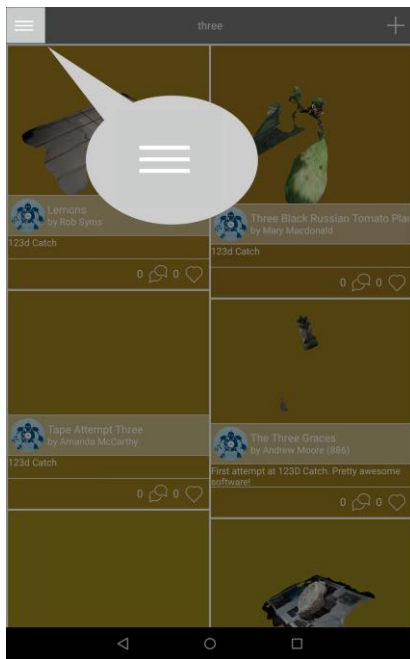 three
Lemons
by Rob Syms
123d Catch
0 0
Three Black Russian Tomato Pla
by Mary Macdonald
123d Catch
0 0
Tape Attempt Three
by Amanda McCarthy
123d Catch
0 0
The Three Graces
by Andrew Moore (886)
First attempt at 123D Catch. Pretty awesome
software!
0 0